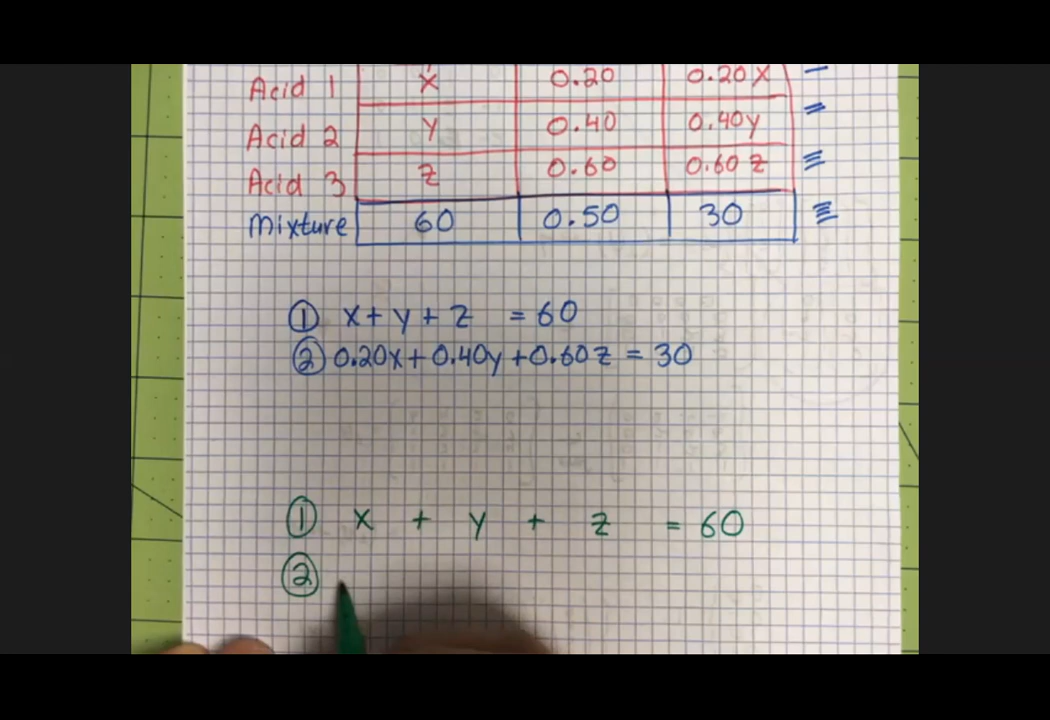 Acid 1 x 0.20 0.20x
Acid 2 y 0.40 0.40y
Acid 3 z 0.60 0.60z
Mixture 60 0.50 30
① x + y + z = 60
② 0.20x + 0.40y + 0.60z = 30
① x + y + z = 60
②